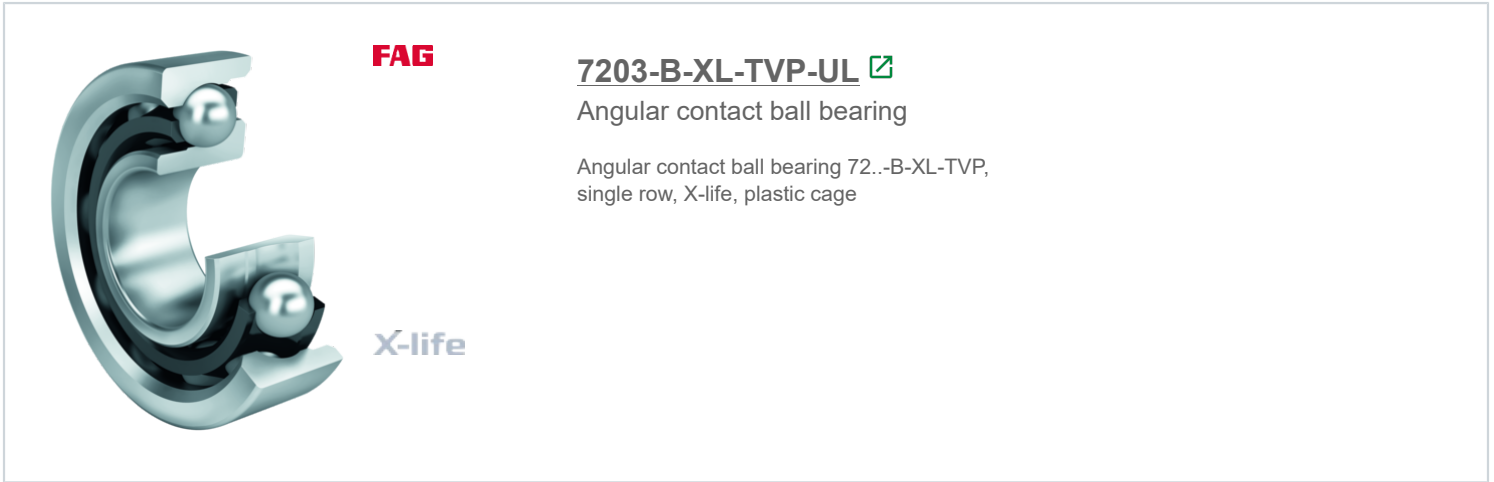 FAG
7203-B-XL-TVP-UL
Angular contact ball bearing
Angular contact ball bearing 72..-B-XL-TVP,
single row, X-life, plastic cage
X-life